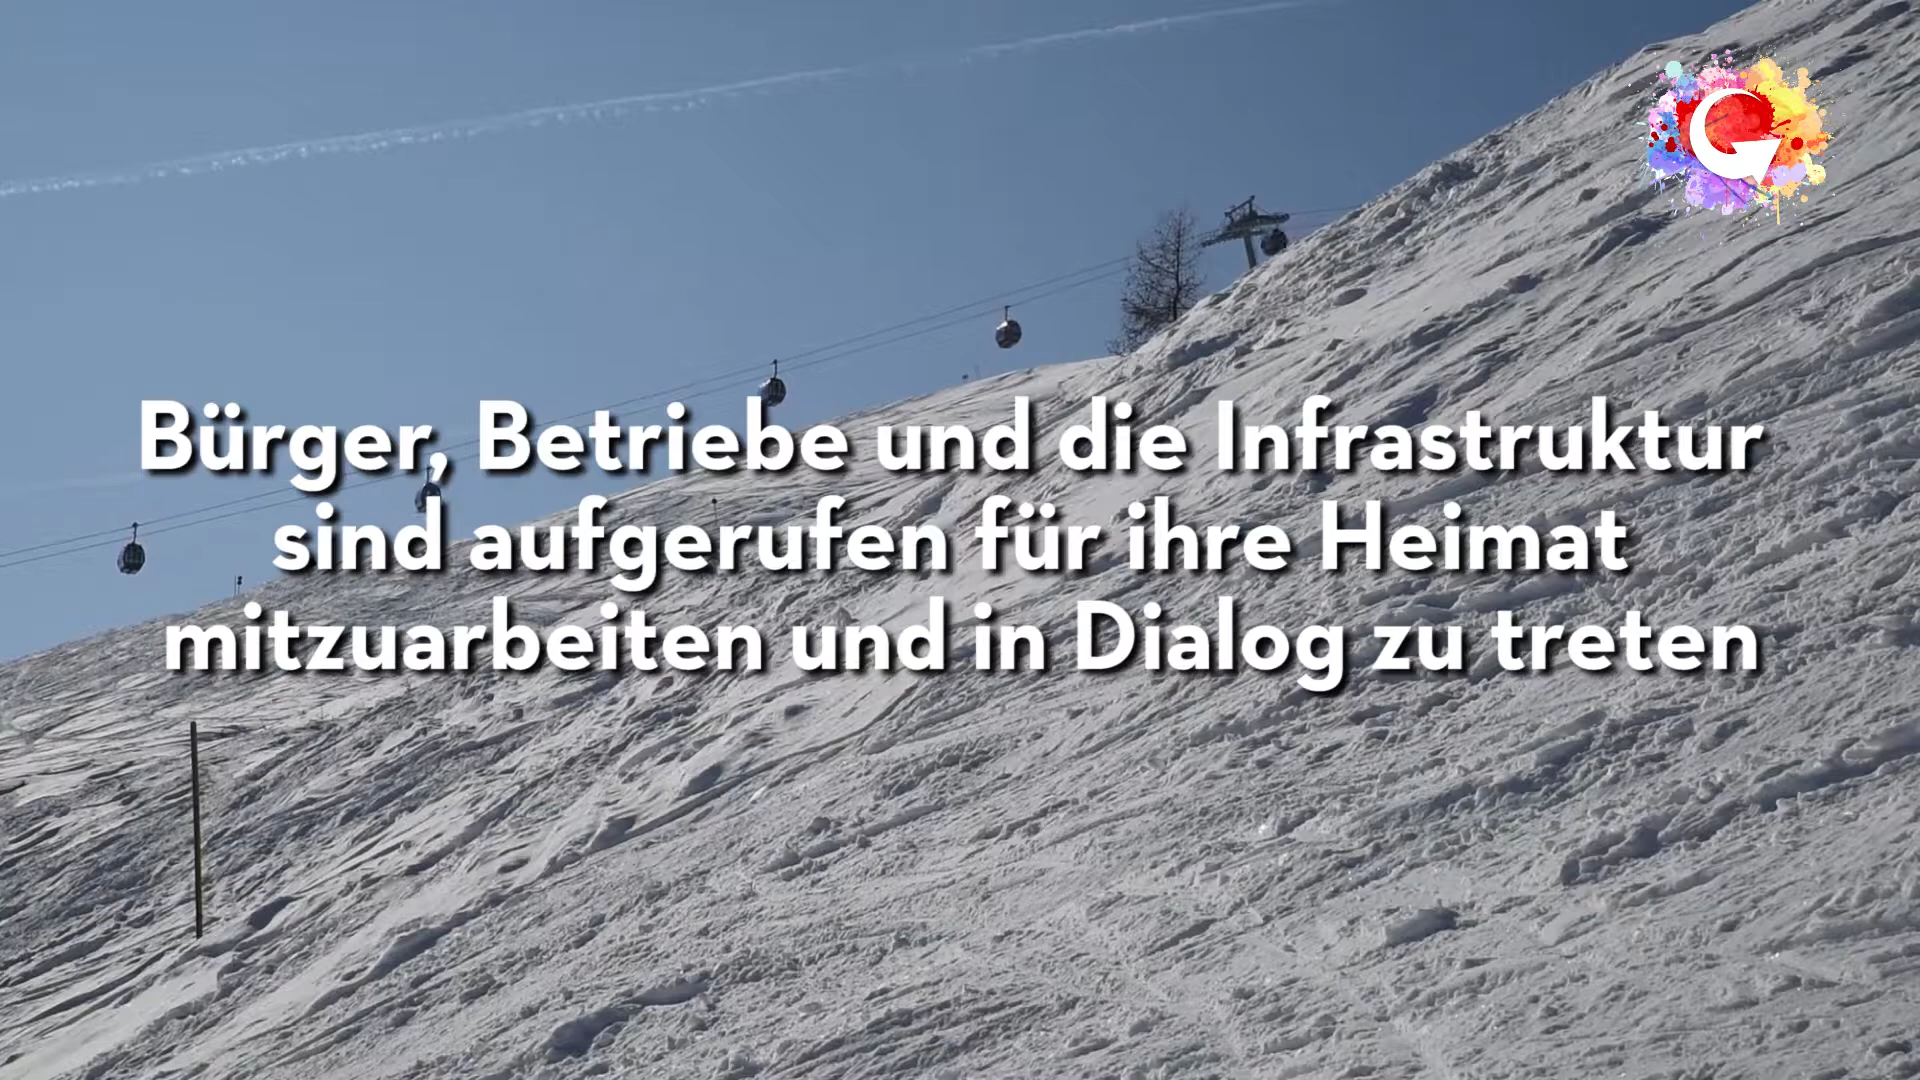 Bürger, Betriebe und die Infrastruktur
sind aufgerufen für ihre Heimat
mitzuarbeiten und in Dialog zu treten